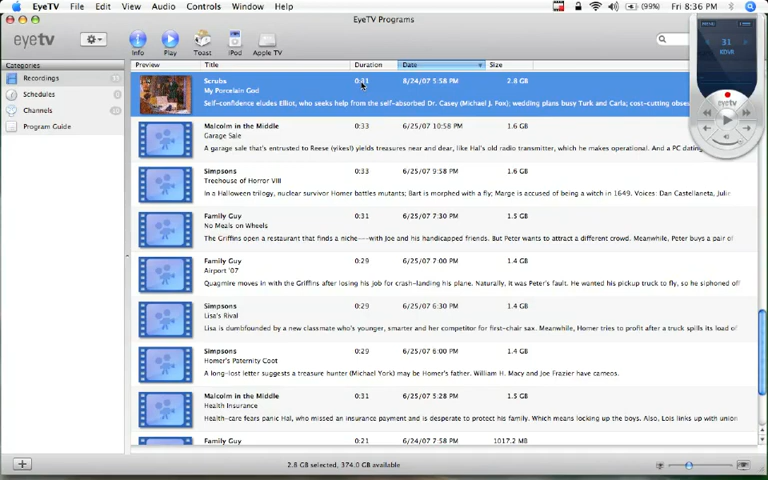 EyeTV File Edit View Audio Controls Window Help (99%) Fri 8:36 PM
EyeTV Programs
eyetv Info Play Toast iPod Apple TV
31
KDVR
eyetv
Categories Preview Title Duration Date Size
Recordings
Schedules 0
Channels
Program Guide
Scrubs 0:41 8/24/07 5:58 PM 2.8 GB
My Porcelain God
Self-confidence eludes Elliot, who seeks help from the self-absorbed Dr. Casey (Michael J. Fox); wedding plans busy Turk and Carla; cost-cutting obses
Malcolm in the Middle 0:33 6/25/07 10:58 PM 1.6 GB
Garage Sale
A garage sale that's entrusted to Reese (yikes!) yields treasures near and dear, like Hal's old radio transmitter, which he makes operational. And a PC dating
Simpsons 0:33 6/25/07 9:58 PM 1.6 GB
Treehouse of Horror VIII
In a Halloween trilogy, nuclear survivor Homer battles mutants; Bart is morphed with a fly; Marge is accused of being a witch in 1649. Voices: Dan Castellaneta, Julie
Family Guy 0:31 6/25/07 7:30 PM 1.5 GB
No Meals on Wheels
The Griffins open a restaurant that finds a niche---with Joe and his handicapped friends. But Peter wants to attract a different crowd. Meanwhile, Peter buys a pair of
Family Guy 0:29 6/25/07 7:00 PM 1.4 GB
Airport '07
Quagmire moves in with the Griffins after losing his job for crash-landing his plane. Naturally, it was Peter's fault. He wanted his pickup truck to fly, so he siphoned off
Simpsons 0:29 6/25/07 6:30 PM 1.4 GB
Lisa's Rival
Lisa is dumbfounded by a new classmate who's younger, smarter and her competitor for first-chair sax. Meanwhile, Homer tries to profit after a truck spills its load of
Simpsons 0:29 6/25/07 6:00 PM 1.4 GB
Homer's Paternity Coot
A long-lost letter suggests a treasure hunter (Michael York) may be Homer's father. William H. Macy and Joe Frazier have cameos.
Malcolm in the Middle 0:31 6/25/07 5:28 PM 1.5 GB
Health Insurance
Health-care fears panic Hal, who missed an insurance payment and is desperate to protect his family. Which means locking up the boys. Also, Lois links up with union
Family Guy 0:21 6/24/07 7:58 PM 1017.2 MB
2.8 GB selected, 374.0 GB available